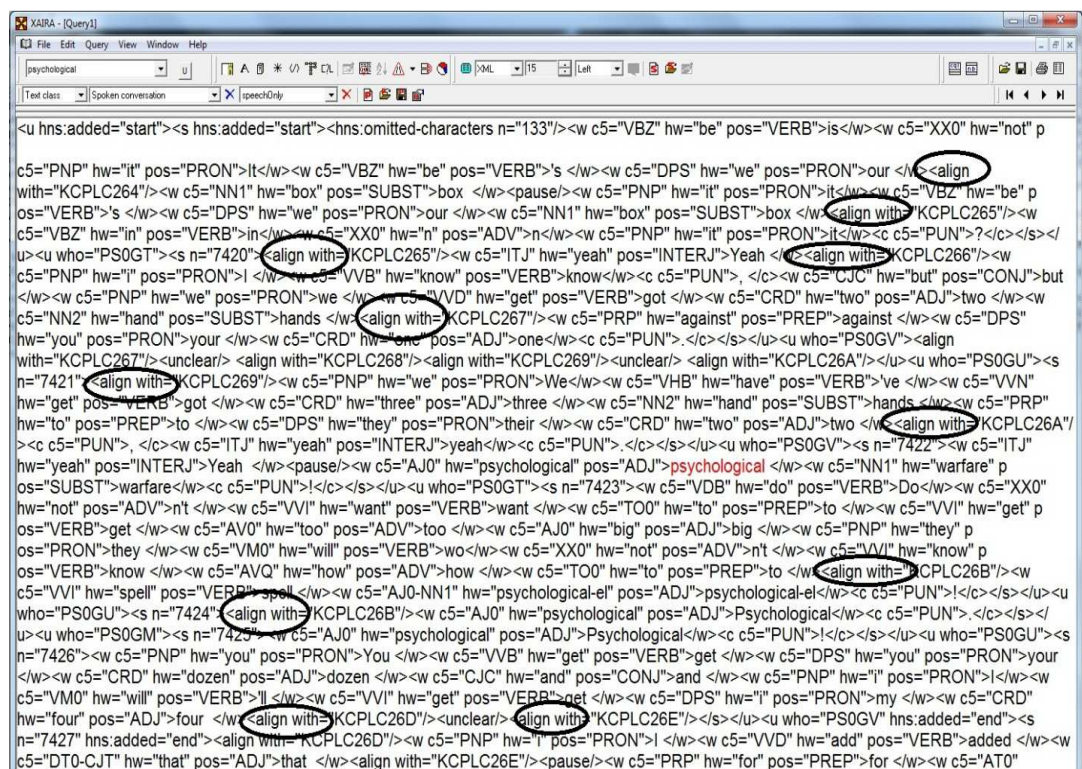 XAIRA - [Query1]
File Edit Query View Window Help
psychological U A XML 15 Left
Text class Spoken conversation speechOnly
<u hns:added="start"><s hns:added="start"><hns:omitted-characters n="133"/><w c5="VBZ" hw="be" pos="VERB">is</w><w c5="XX0" hw="not" p
c5="PNP" hw="it" pos="PRON">It</w><w c5="VBZ" hw="be" pos="VERB">'s </w><w c5="DPS" hw="we" pos="PRON">our </w><align
with="KCPLC264"/><w c5="NN1" hw="box" pos="SUBST">box </w><pause/><w c5="PNP" hw="it" pos="PRON">it</w><w c5="VBZ" hw="be" p
os="VERB">'s </w><w c5="DPS" hw="we" pos="PRON">our </w><w c5="NN1" hw="box" pos="SUBST">box </w><align with="KCPLC265"/><w
c5="VBZ" hw="in" pos="VERB">in</w><w c5="XX0" hw="n" pos="ADV">n</w><w c5="PNP" hw="it" pos="PRON">it</w><c c5="PUN">?</c></s></
u><u who="PS0GT"><s n="7420"><align with="KCPLC265"/><w c5="ITJ" hw="yeah" pos="INTERJ">Yeah </w><align with="KCPLC266"/><w
c5="PNP" hw="i" pos="PRON">I </w><w c5="VVB" hw="know" pos="VERB">know</w><c c5="PUN">, </c><w c5="CJC" hw="but" pos="CONJ">but
</w><w c5="PNP" hw="we" pos="PRON">we </w><w c5="VVD" hw="get" pos="VERB">got </w><w c5="CRD" hw="two" pos="ADJ">two </w><w
c5="NN2" hw="hand" pos="SUBST">hands </w><align with="KCPLC267"/><w c5="PRP" hw="against" pos="PREP">against </w><w c5="DPS"
hw="you" pos="PRON">your </w><w c5="CRD" hw="one" pos="ADJ">one</w><c c5="PUN">.</c></s></u><u who="PS0GV"><align
with="KCPLC267"/><unclear/> <align with="KCPLC268"/><align with="KCPLC269"/><unclear/> <align with="KCPLC26A"/></u><u who="PS0GU"><s
n="7421"><align with="KCPLC269"/><w c5="PNP" hw="we" pos="PRON">We</w><w c5="VHB" hw="have" pos="VERB">'ve </w><w c5="VVN"
hw="get" pos="VERB">got </w><w c5="CRD" hw="three" pos="ADJ">three </w><w c5="NN2" hw="hand" pos="SUBST">hands </w><w c5="PRP"
hw="to" pos="PREP">to </w><w c5="DPS" hw="they" pos="PRON">their </w><w c5="CRD" hw="two" pos="ADJ">two </w><align with="KCPLC26A"/
><c c5="PUN">, </c><w c5="ITJ" hw="yeah" pos="INTERJ">yeah</w><c c5="PUN">.</c></s></u><u who="PS0GV"><s n="7422"><w c5="ITJ"
hw="yeah" pos="INTERJ">Yeah </w><pause/><w c5="AJ0" hw="psychological" pos="ADJ">psychological </w><w c5="NN1" hw="warfare" p
os="SUBST">warfare</w><c c5="PUN">!</c></s></u><u who="PS0GT"><s n="7423"><w c5="VDB" hw="do" pos="VERB">Do</w><w c5="XX0"
hw="not" pos="ADV">n't </w><w c5="VVI" hw="want" pos="VERB">want </w><w c5="TO0" hw="to" pos="PREP">to </w><w c5="VVI" hw="get" p
os="VERB">get </w><w c5="AV0" hw="too" pos="ADV">too </w><w c5="AJ0" hw="big" pos="ADJ">big </w><w c5="PNP" hw="they" p
os="PRON">they </w><w c5="VM0" hw="will" pos="VERB">wo</w><w c5="XX0" hw="not" pos="ADV">n't </w><w c5="VVI" hw="know" p
os="VERB">know </w><w c5="AVQ" hw="how" pos="ADV">how </w><w c5="TO0" hw="to" pos="PREP">to </w><align with="KCPLC26B"/><w
c5="VVI" hw="spell" pos="VERB">spell </w><w c5="AJ0-NN1" hw="psychological-el" pos="ADJ">psychological-el</w><c c5="PUN">!</c></s></u><u
who="PS0GU"><s n="7424"><align with="KCPLC26B"/><w c5="AJ0" hw="psychological" pos="ADJ">Psychological</w><c c5="PUN">.</c></s></
u><u who="PS0GM"><s n="7425"><w c5="AJ0" hw="psychological" pos="ADJ">Psychological</w><c c5="PUN">!</c></s></u><u who="PS0GU"><s
n="7426"><w c5="PNP" hw="you" pos="PRON">You </w><w c5="VVB" hw="get" pos="VERB">get </w><w c5="DPS" hw="you" pos="PRON">your
</w><w c5="CRD" hw="dozen" pos="ADJ">dozen </w><w c5="CJC" hw="and" pos="CONJ">and </w><w c5="PNP" hw="i" pos="PRON">I</w><w
c5="VM0" hw="will" pos="VERB">'ll </w><w c5="VVI" hw="get" pos="VERB">get </w><w c5="DPS" hw="i" pos="PRON">my </w><w c5="CRD"
hw="four" pos="ADJ">four </w><align with="KCPLC26D"/><unclear/> <align with="KCPLC26E"/></s></u><u who="PS0GV" hns:added="end"><s
n="7427" hns:added="end"><align with="KCPLC26D"/><w c5="PNP" hw="i" pos="PRON">I </w><w c5="VVD" hw="add" pos="VERB">added </w><w
c5="DT0-CJT" hw="that" pos="ADJ">that </w><align with="KCPLC26E"/><pause/><w c5="PRP" hw="for" pos="PREP">for </w><w c5="AT0"